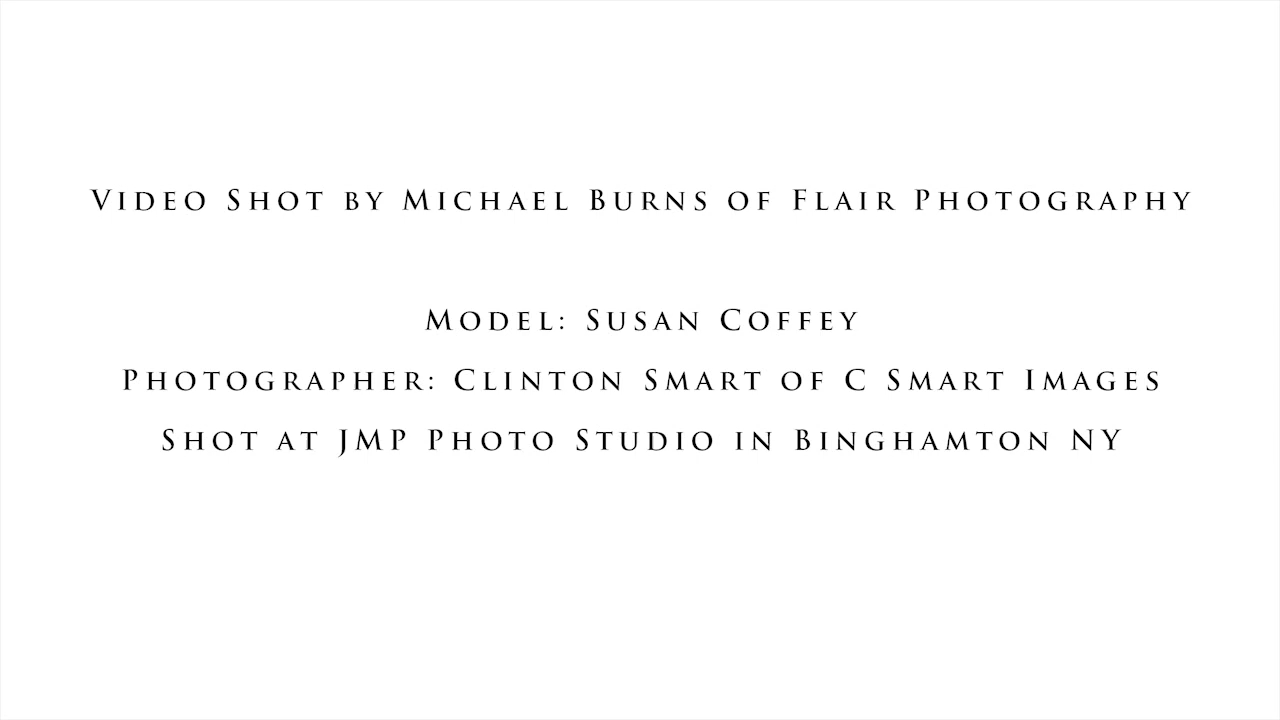 Video Shot by Michael Burns of Flair Photography
Model: Susan Coffey
Photographer: Clinton Smart of C Smart Images
Shot at JMP Photo Studio in Binghamton NY